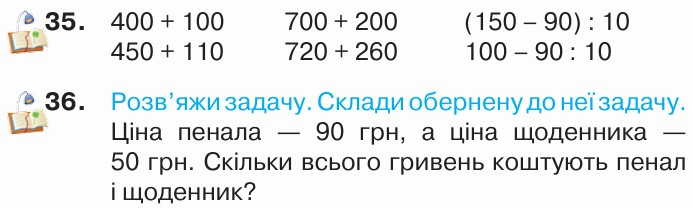 35. 400 + 100 700 + 200 (150 – 90) : 10
450 + 110 720 + 260 100 – 90 : 10
36. Розв’яжи задачу. Склади обернену до неї задачу.
Ціна пенала — 90 грн, а ціна щоденника —
50 грн. Скільки всього гривень коштують пенал
і щоденник?